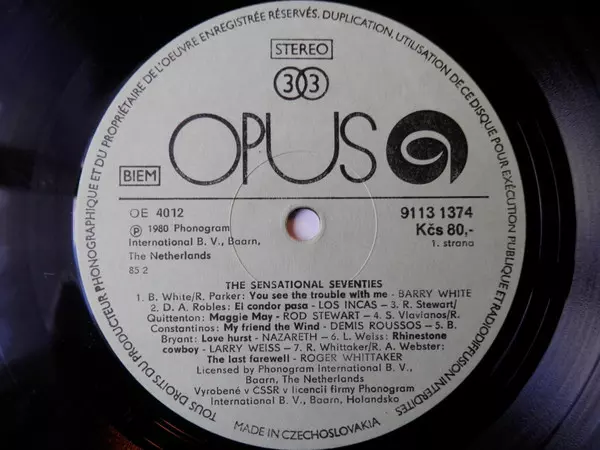 TOUS DROITS DU PRODUCTEUR PHONOGRAPHIQUE ET DU PROPRIÉTAIRE DE L'OEUVRE ENREGISTRÉE RÉSERVÉS. DUPLICATION, UTILISATION DE CE DISQUE POUR EXÉCUTION PUBLIQUE ET RADIODIFFUSION INTERDITES
STEREO
33
OPUS
BIEM
OE 4012
9113 1374
℗ 1980 Phonogram
Kčs 80,-
International B. V., Baarn,
1. strana
The Netherlands
85 2
THE SENSATIONAL SEVENTIES
1. B. White/R. Parker: You see the trouble with me - BARRY WHITE
2. D. A. Robles: El condor pasa - LOS INCAS - 3. R. Stewart/
Quittenton: Maggie May - ROD STEWART - 4. S. Vlavianos/R.
Constantinos: My friend the Wind - DEMIS ROUSSOS - 5. B.
Bryant: Love hurst - NAZARETH - 6. L. Weiss: Rhinestone
cowboy - LARRY WEISS - 7. R. Whittaker/R. A. Webster:
The last farewell - ROGER WHITTAKER
Licensed by Phonogram International B. V.,
Baarn, The Netherlands
Vyrobené v ČSSR v licencii firmy Phonogram
International B. V., Baarn, Holandsko
MADE IN CZECHOSLOVAKIA